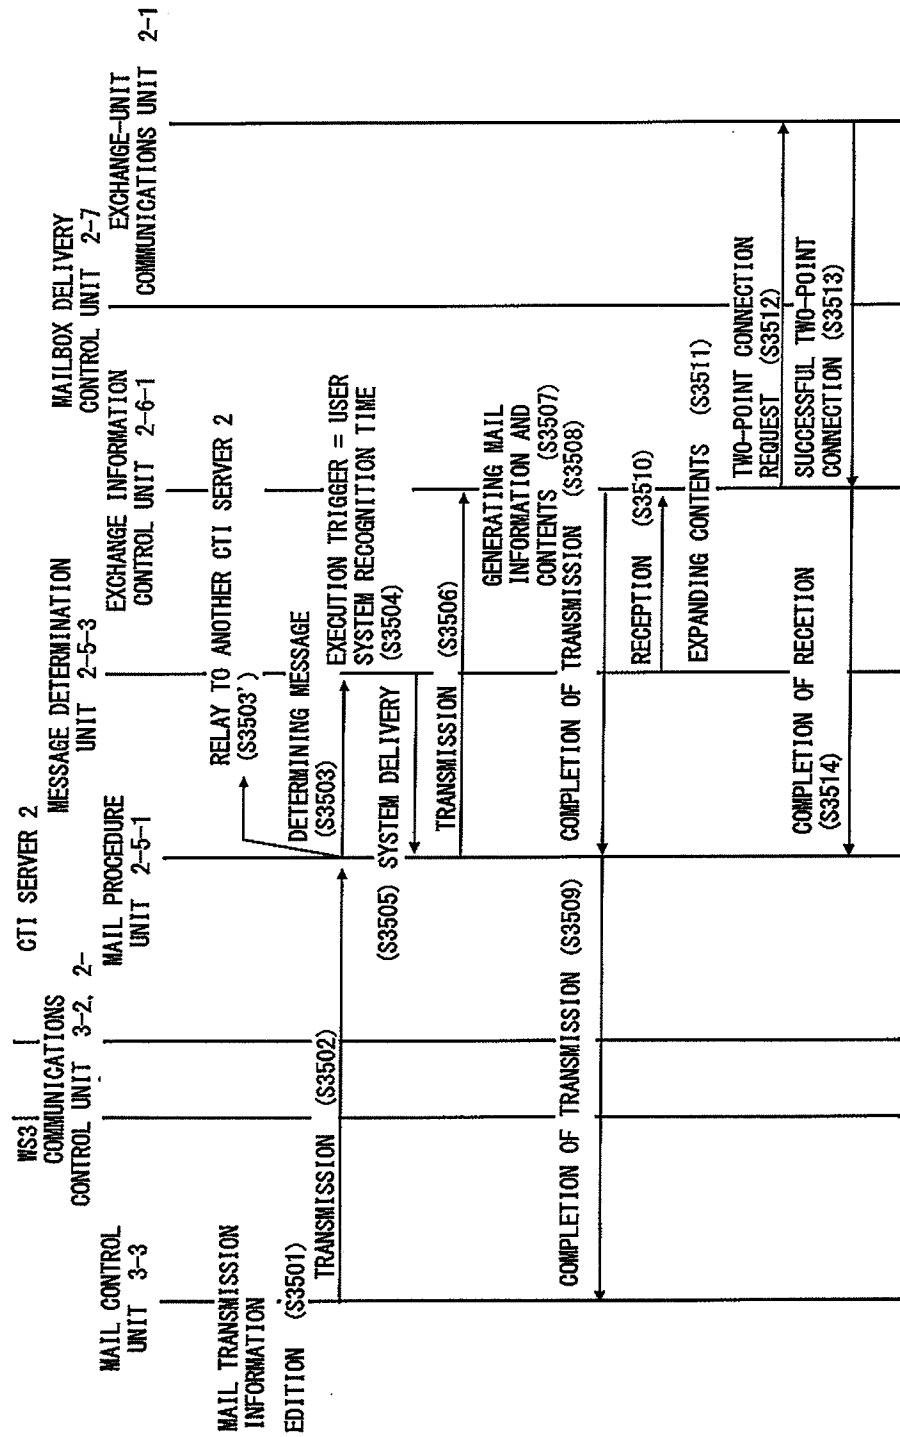 WS3
CTI SERVER 2
MAIL CONTROL
UNIT 3-3
COMMUNICATIONS
CONTROL UNIT 3-2, 2-
MAIL PROCEDURE
UNIT 2-5-1
MESSAGE DETERMINATION
UNIT 2-5-3
EXCHANGE INFORMATION
CONTROL UNIT 2-6-1
MAILBOX DELIVERY
CONTROL UNIT 2-7
EXCHANGE-UNIT
COMMUNICATIONS UNIT 2-1
MAIL TRANSMISSION
INFORMATION
EDITION (S3501)
TRANSMISSION (S3502)
RELAY TO ANOTHER CTI SERVER 2
(S3503')
DETERMINING MESSAGE
(S3503)
EXECUTION TRIGGER = USER
SYSTEM RECOGNITION TIME
(S3504)
(S3505) SYSTEM DELIVERY
TRANSMISSION (S3506)
GENERATING MAIL
INFORMATION AND
CONTENTS (S3507)
COMPLETION OF TRANSMISSION (S3508)
COMPLETION OF TRANSMISSION (S3509)
RECEPTION (S3510)
EXPANDING CONTENTS (S3511)
TWO-POINT CONNECTION
REQUEST (S3512)
SUCCESSFUL TWO-POINT
CONNECTION (S3513)
COMPLETION OF RECETION
(S3514)